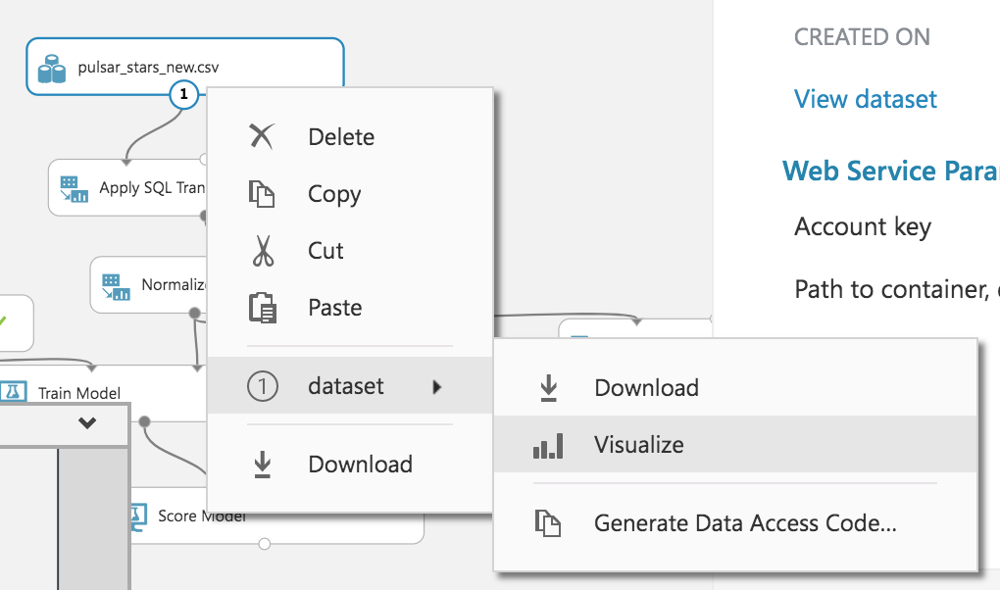 pulsar_stars_new.csv
1
Apply SQL Tran
Normaliz
Train Model
Score Model
Delete
Copy
Cut
Paste
1 dataset
Download
Download
Visualize
Generate Data Access Code...
CREATED ON
View dataset
Web Service Para
Account key
Path to container,